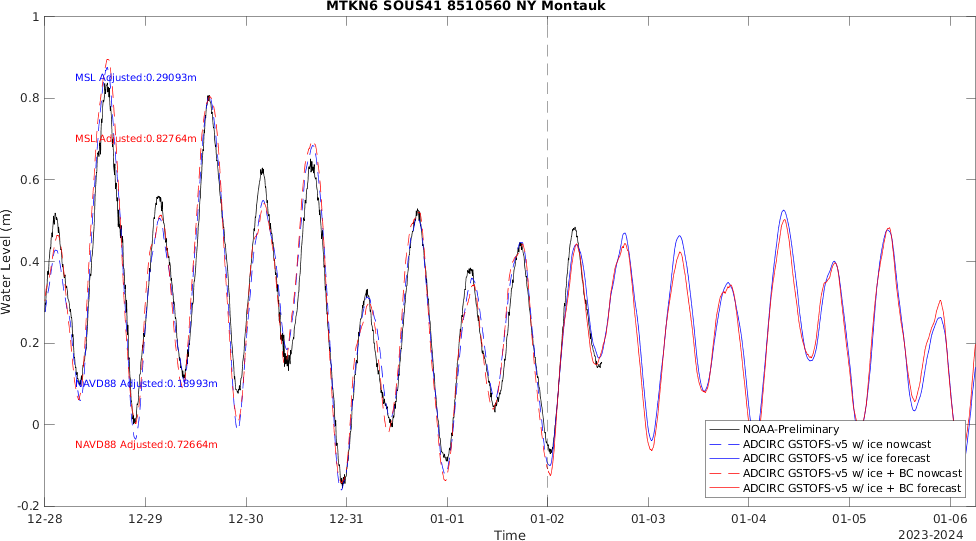 MTKN6 SOUS41 8510560 NY Montauk
1
0.8
0.6
0.4
0.2
0
-0.2
Water Level (m)
MSL Adjusted:0.29093m
MSL Adjusted:0.82764m
NAVD88 Adjusted:0.18993m
NAVD88 Adjusted:0.72664m
NOAA-Preliminary
ADCIRC GSTOFS-v5 w/ ice nowcast
ADCIRC GSTOFS-v5 w/ ice forecast
ADCIRC GSTOFS-v5 w/ice + BC nowcast
ADCIRC GSTOFS-v5 w/ice + BC forecast
12-28 12-29 12-30 12-31 01-01 01-02 01-03 01-04 01-05 01-06
Time
2023-2024